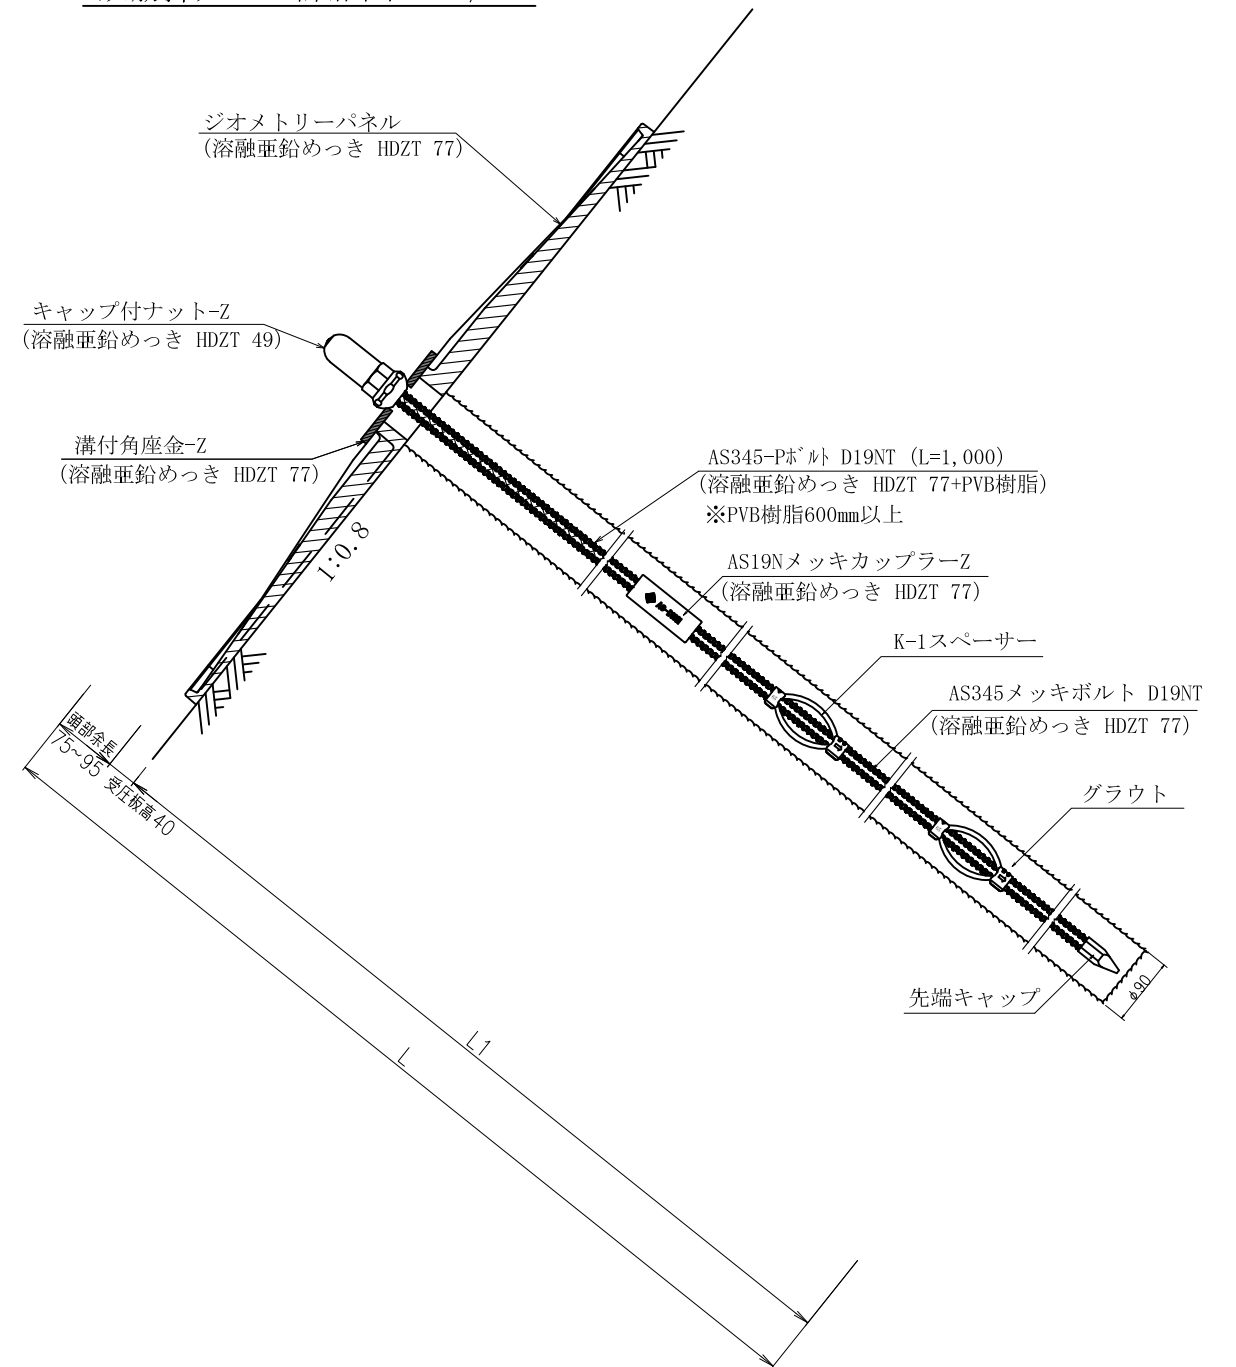 ジオメトリーパネル
(溶融亜鉛めっき HDZT 77)
キャップ付ナット-Z
(溶融亜鉛めっき HDZT 49)
溝付角座金-Z
(溶融亜鉛めっき HDZT 77)
1:0.8
AS345-Pボルト D19NT (L=1,000)
(溶融亜鉛めっき HDZT 77+PVB樹脂)
※PVB樹脂600mm以上
AS19NメッキカップラーZ
(溶融亜鉛めっき HDZT 77)
K-1スペーサー
AS345メッキボルト D19NT
(溶融亜鉛めっき HDZT 77)
グラウト
先端キャップ
φ90
頭部余長
75~95
受圧板高40
L1
L